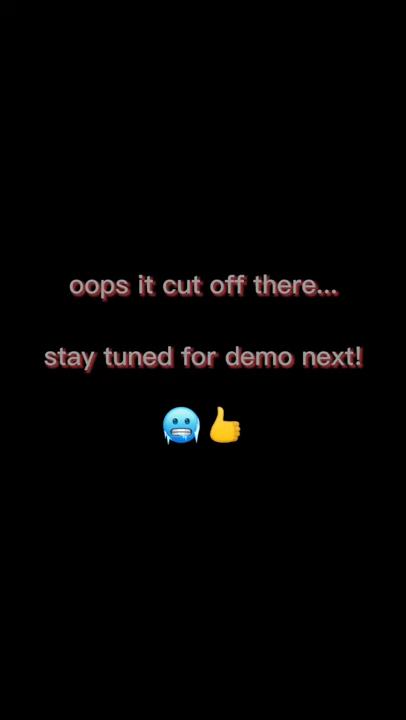 oops it cut off there...
stay tuned for demo next!
🥶👍